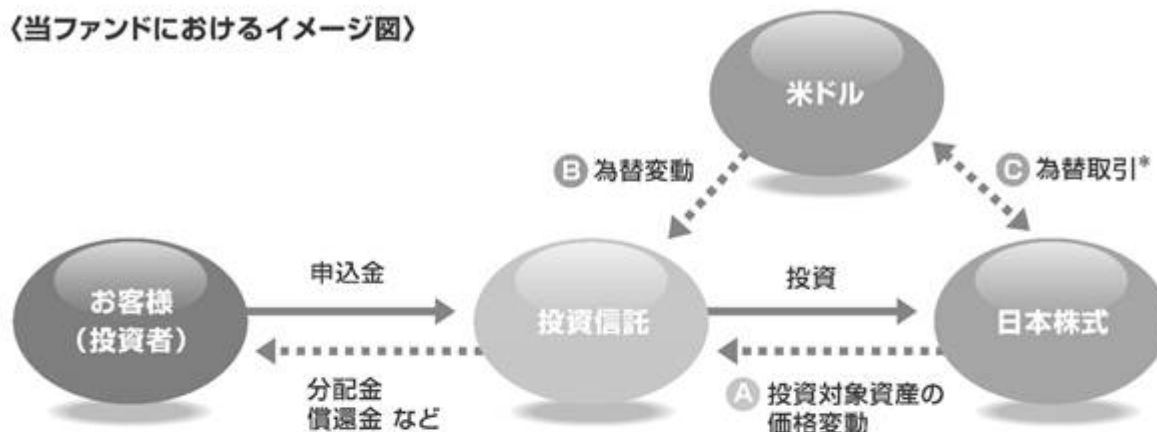 〈当ファンドにおけるイメージ図〉
米ドル
B 為替変動
C 為替取引*
お客様
（投資者）
申込金
投資信託
投資
日本株式
分配金
償還金 など
A 投資対象資産の
価格変動